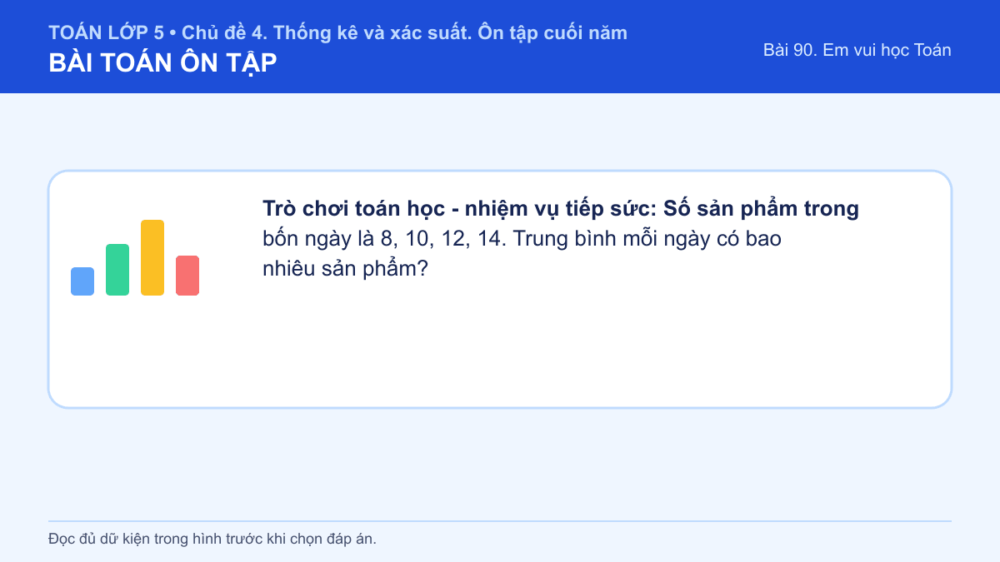 TOÁN LỚP 5 • Chủ đề 4. Thống kê và xác suất. Ôn tập cuối năm
BÀI TOÁN ÔN TẬP
Bài 90. Em vui học Toán
Trò chơi toán học - nhiệm vụ tiếp sức: Số sản phẩm trong
bốn ngày là 8, 10, 12, 14. Trung bình mỗi ngày có bao
nhiêu sản phẩm?
Đọc đủ dữ kiện trong hình trước khi chọn đáp án.